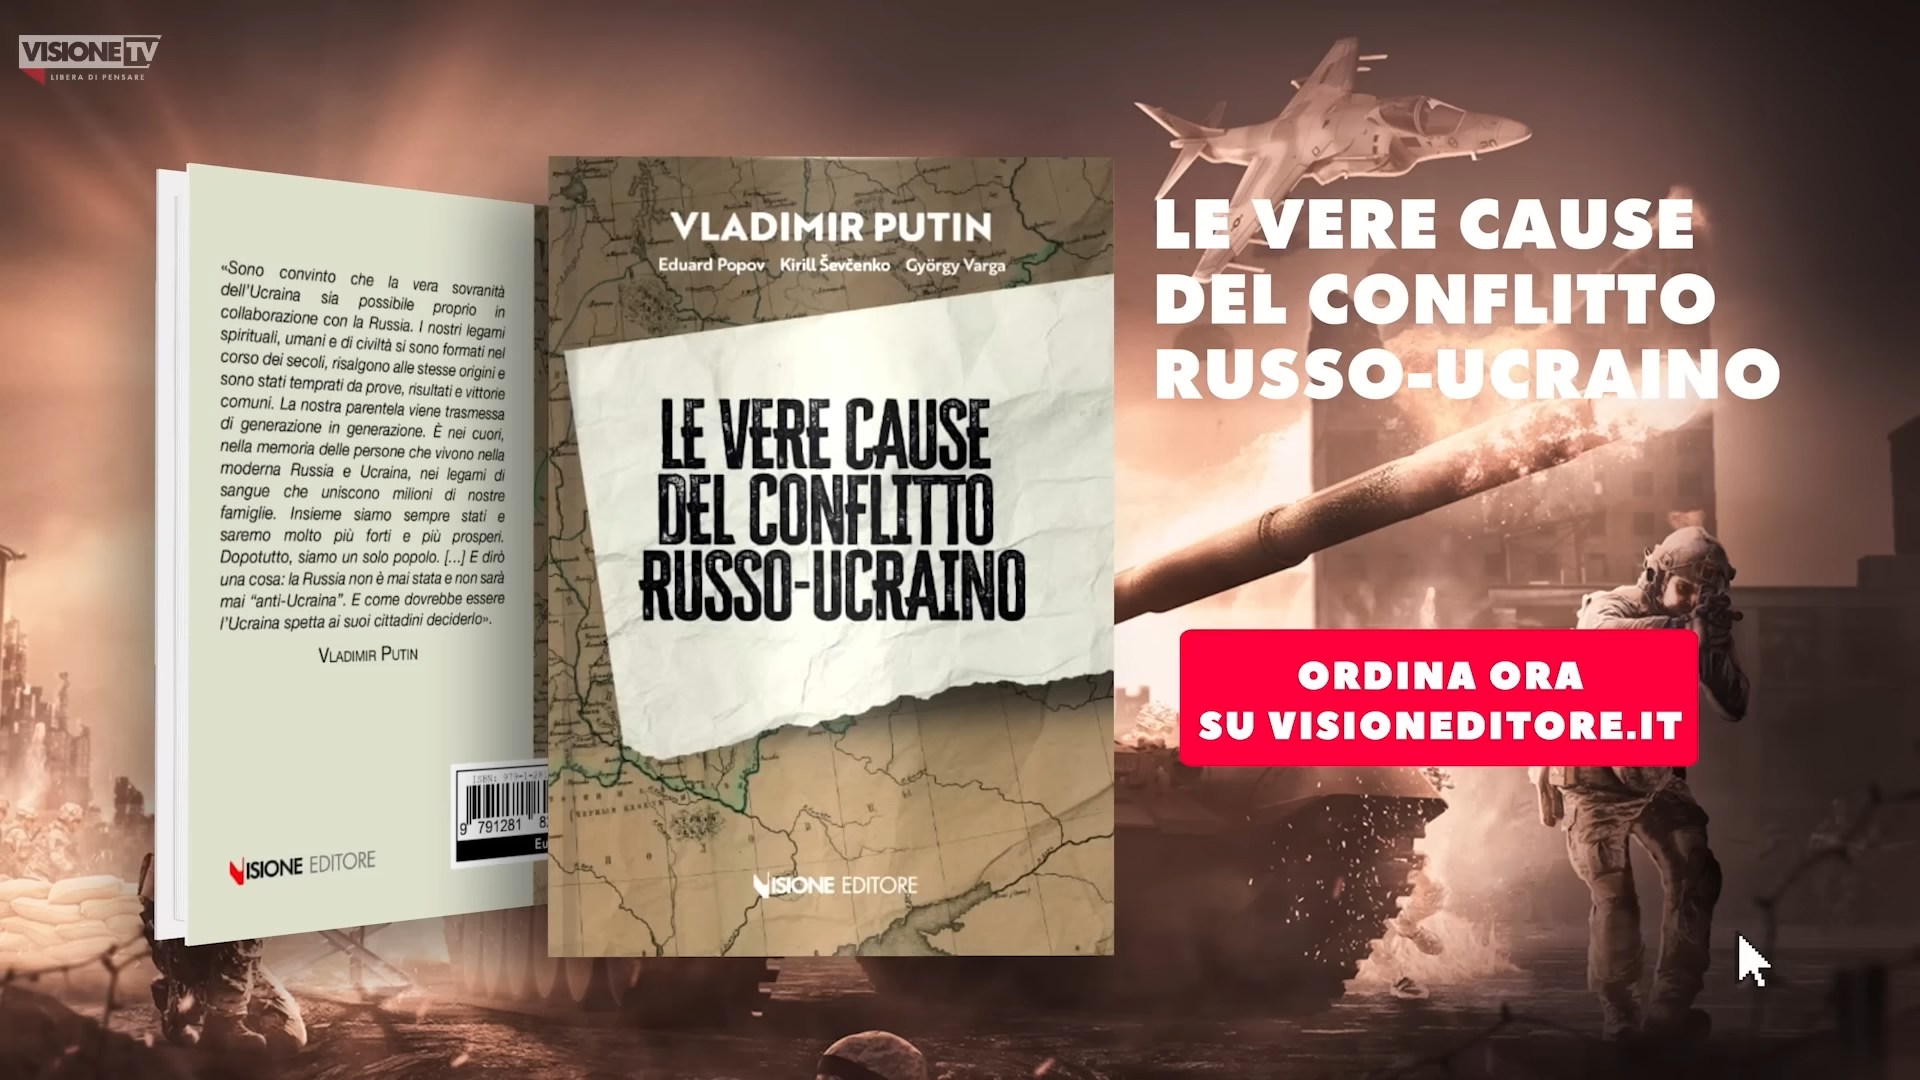 VISIONE TV
LIBERA DI PENSARE
«Sono convinto che la vera sovranità
dell'Ucraina sia possibile proprio in
collaborazione con la Russia. I nostri legami
spirituali, umani e di civiltà si sono formati nel
corso dei secoli, risalgono alle stesse origini e
sono stati temprati da prove, risultati e vittorie
comuni. La nostra parentela viene trasmessa
di generazione in generazione. È nei cuori,
nella memoria delle persone che vivono nella
moderna Russia e Ucraina, nei legami di
sangue che uniscono milioni di nostre
famiglie. Insieme siamo sempre stati e
saremo molto più forti e più prosperi.
Dopotutto, siamo un solo popolo. [...] E dirò
una cosa: la Russia non è mai stata e non sarà
mai “anti-Ucraina”. E come dovrebbe essere
l'Ucraina spetta ai suoi cittadini deciderlo».
VLADIMIR PUTIN
ISBN: 979-1-281
9 791281
VISIONE EDITORE
VLADIMIR PUTIN
Eduard Popov Kirill Ševčenko György Varga
LE VERE CAUSE
DEL CONFLITTO
RUSSO-UCRAINO
VISIONE EDITORE
LE VERE CAUSE
DEL CONFLITTO
RUSSO-UCRAINO
ORDINA ORA
SU VISIONEDITORE.IT